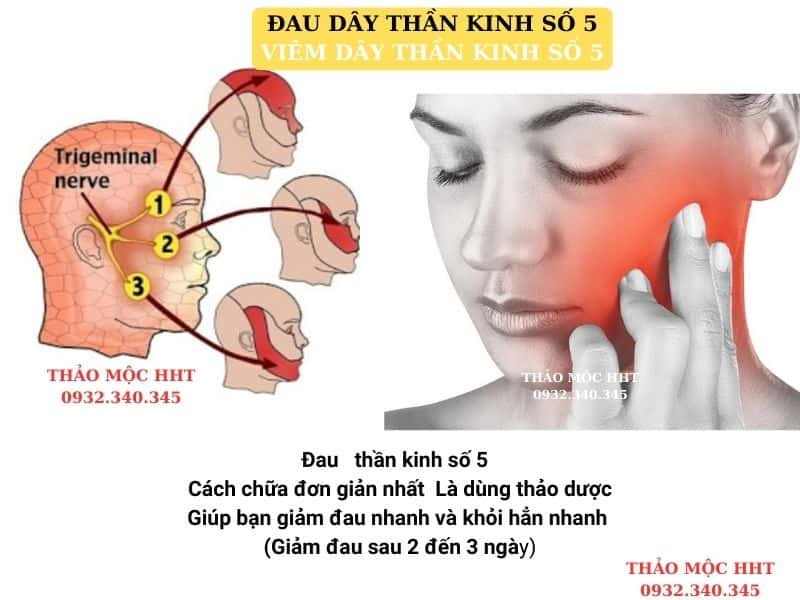 ĐAU DÂY THẦN KINH SỐ 5
VIÊM DÂY THẦN KINH SỐ 5
Trigeminal
nerve
1
2
3
THẢO MỘC HHT
0932.340.345
THẢO MỘC HHT
0932.340.345
Đau thần kinh số 5
Cách chữa đơn giản nhất Là dùng thảo dược
Giúp bạn giảm đau nhanh và khỏi hẳn nhanh
(Giảm đau sau 2 đến 3 ngày)
THẢO MỘC HHT
0932.340.345